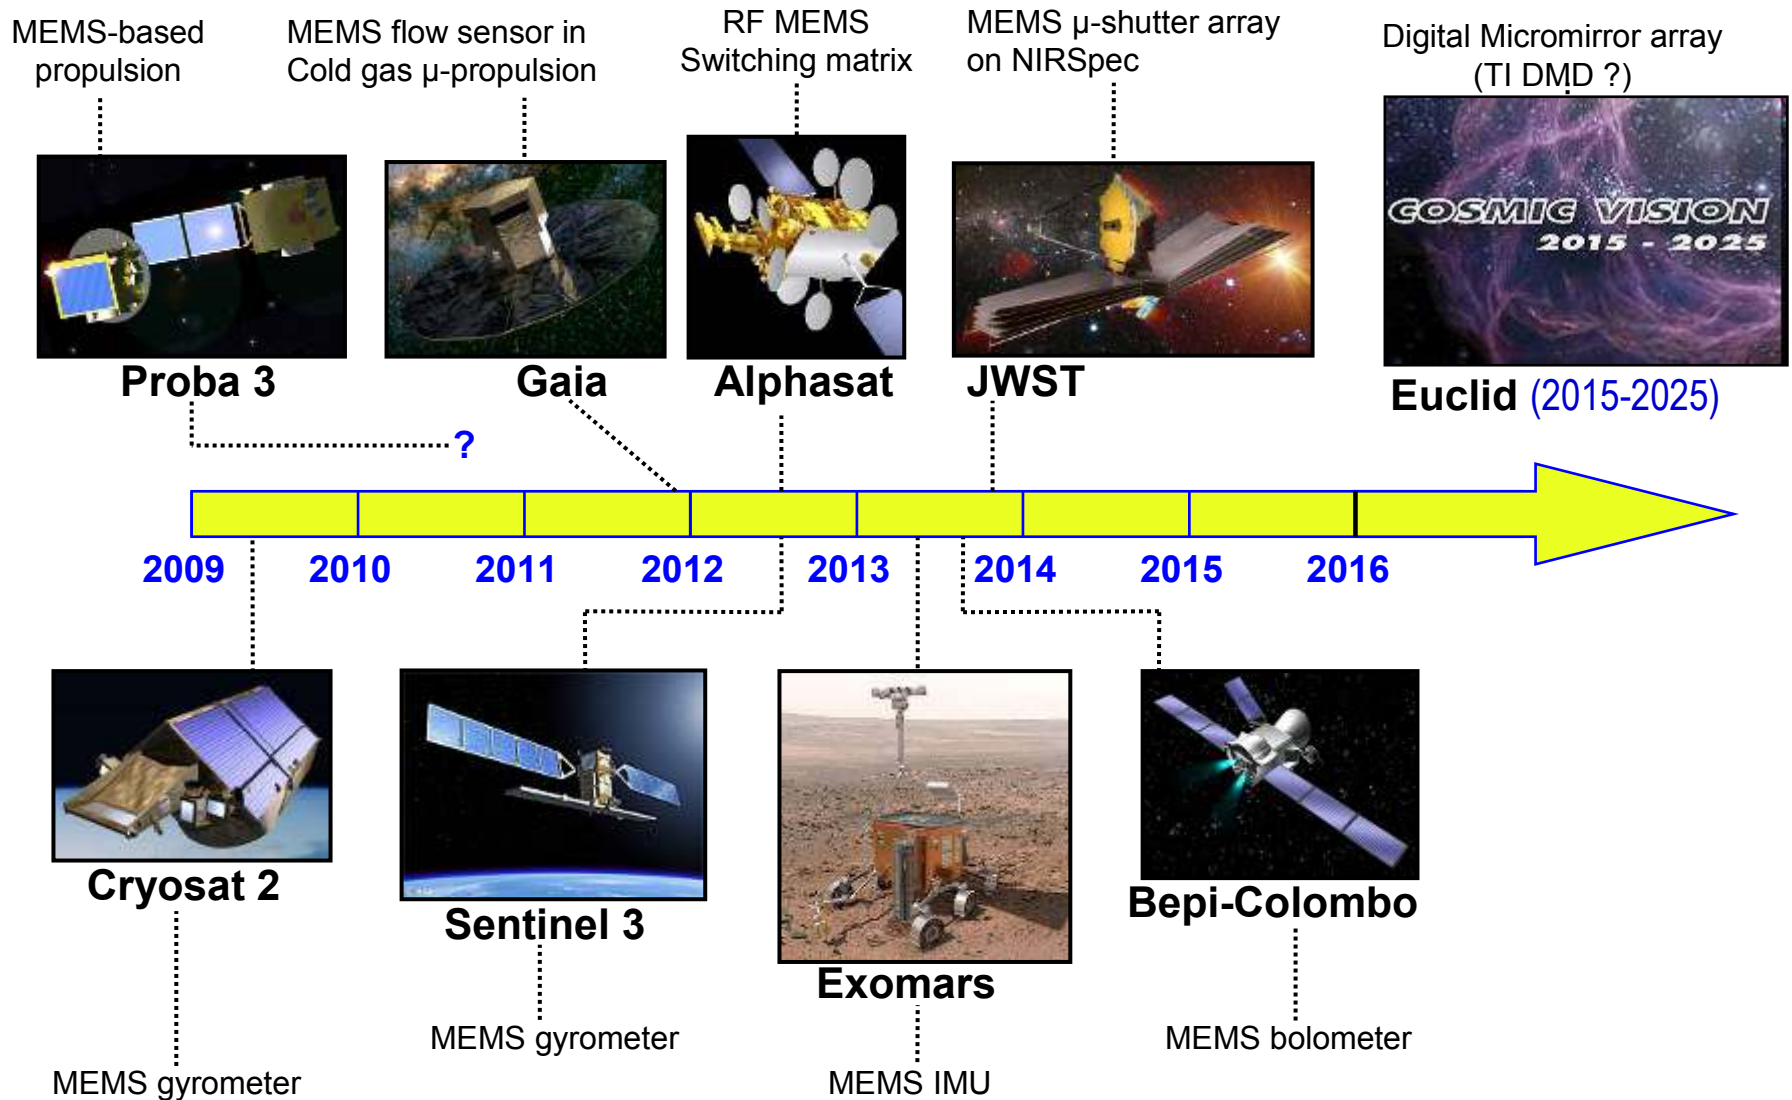 MEMS-based
propulsion
MEMS flow sensor in
Cold gas μ-propulsion
RF MEMS
Switching matrix
MEMS μ-shutter array
on NIRSpec
Digital Micromirror array
(TI DMD ?)
COSMIC VISION
2015 - 2025
Proba 3
Gaia
Alphasat
JWST
Euclid (2015-2025)
?
2009
2010
2011
2012
2013
2014
2015
2016
Cryosat 2
Sentinel 3
Exomars
Bepi-Colombo
MEMS gyrometer
MEMS gyrometer
MEMS IMU
MEMS bolometer